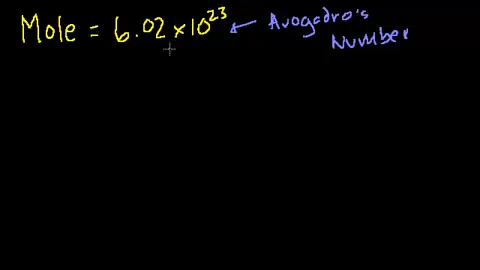 Mole = 6.02 × 10²³ ← Avogadro's
Number